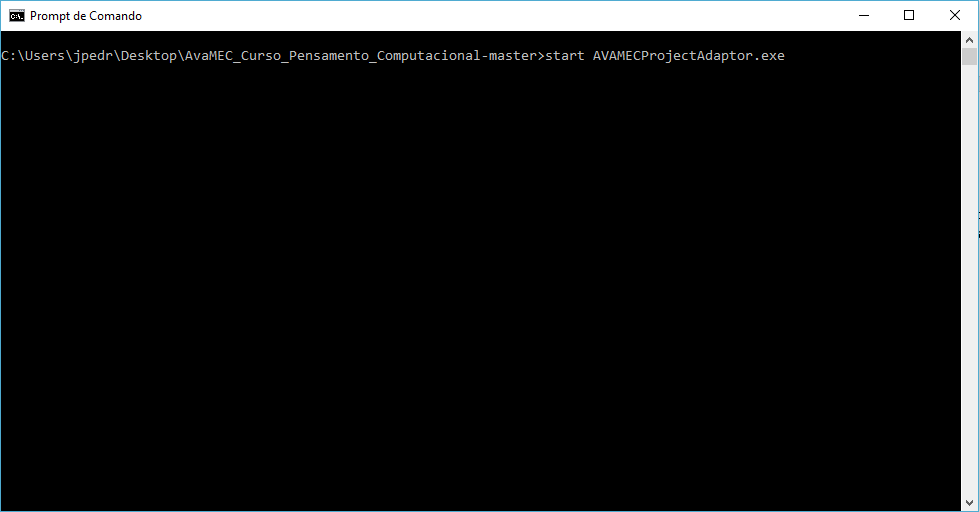 Prompt de Comando
C:\Users\jpedr\Desktop\AvaMEC_Curso_Pensamento_Computacional-master>start AVAMECProjectAdaptor.exe